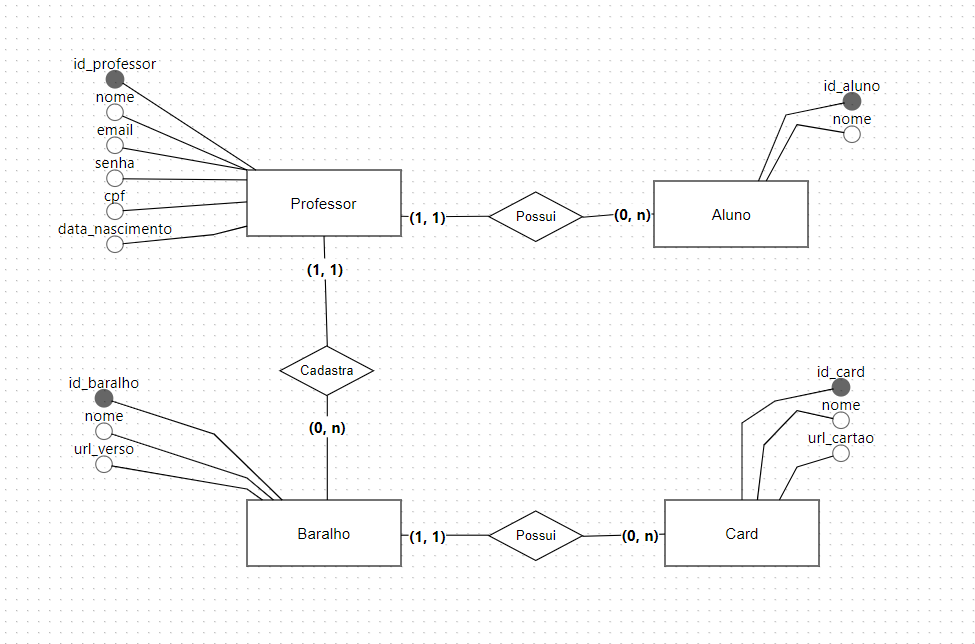 id_professor
nome
email
senha
cpf
data_nascimento
Professor
(1, 1)
Possui
(0, n)
id_aluno
nome
Aluno
(1, 1)
Cadastra
(0, n)
id_baralho
nome
url_verso
Baralho
(1, 1)
Possui
(0, n)
id_card
nome
url_cartao
Card